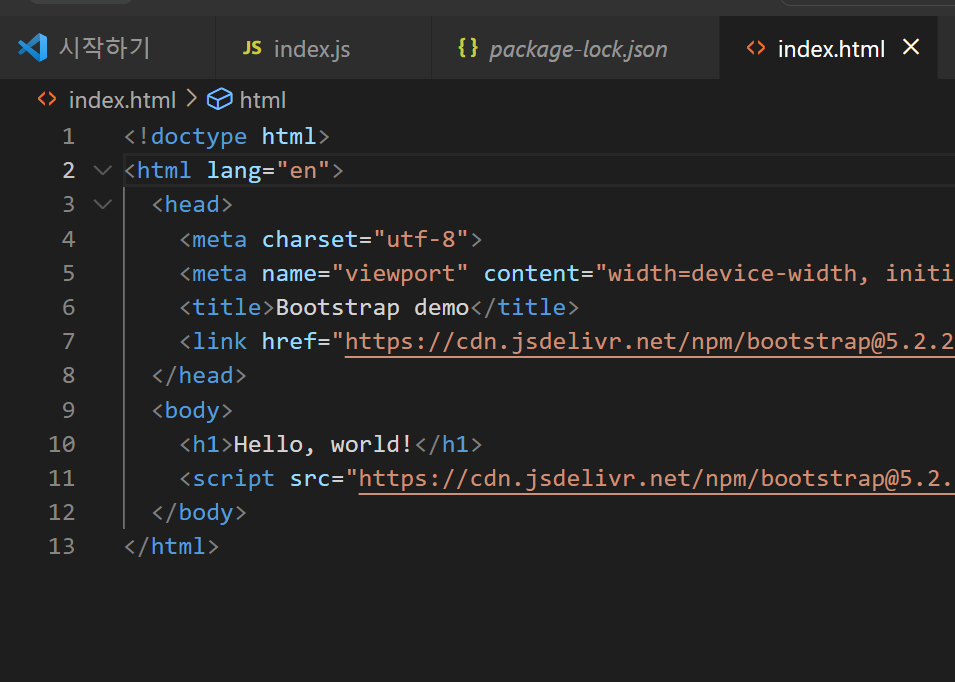 시작하기
JS index.js
{} package-lock.json
<> index.html ×
<> index.html > html
1 <!doctype html>
2 <html lang="en">
3 <head>
4 <meta charset="utf-8">
5 <meta name="viewport" content="width=device-width, initi
6 <title>Bootstrap demo</title>
7 <link href="https://cdn.jsdelivr.net/npm/bootstrap@5.2.2
8 </head>
9 <body>
10 <h1>Hello, world!</h1>
11 <script src="https://cdn.jsdelivr.net/npm/bootstrap@5.2.
12 </body>
13 </html>